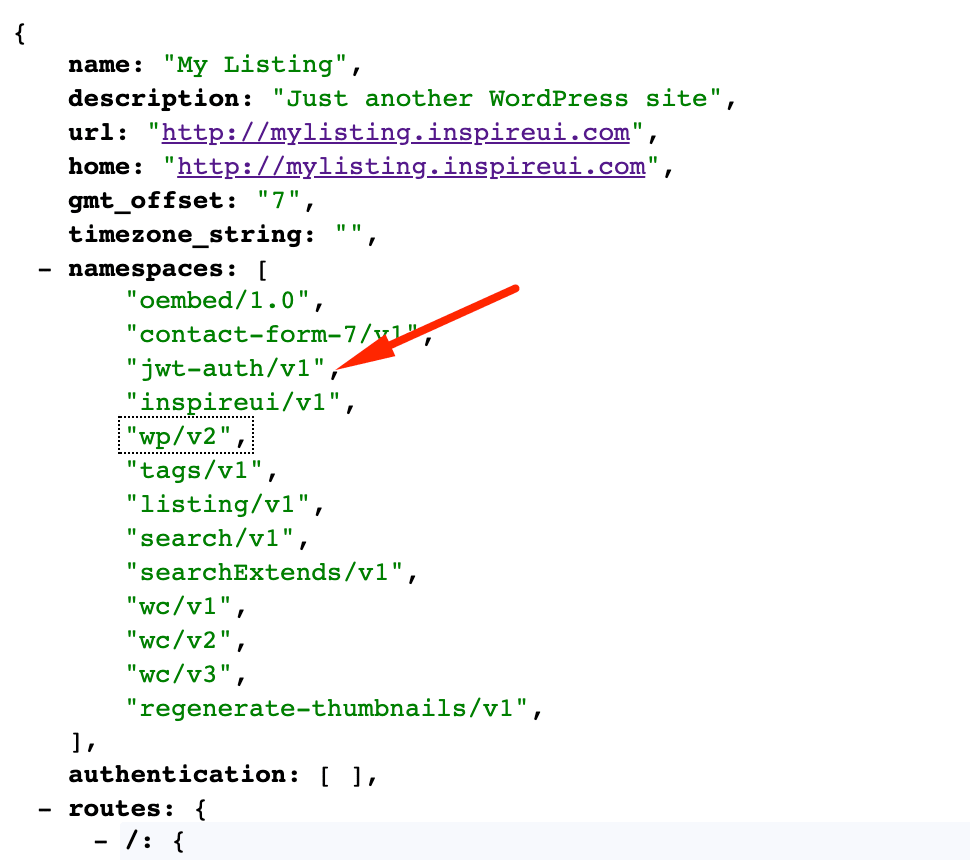 {
name: "My Listing",
description: "Just another WordPress site",
url: "http://mylisting.inspireui.com",
home: "http://mylisting.inspireui.com",
gmt_offset: "7",
timezone_string: "",
- namespaces: [
"oembed/1.0",
"contact-form-7/v1",
"jwt-auth/v1",
"inspireui/v1",
"wp/v2",
"tags/v1",
"listing/v1",
"search/v1",
"searchExtends/v1",
"wc/v1",
"wc/v2",
"wc/v3",
"regenerate-thumbnails/v1",
],
authentication: [ ],
- routes: {
- /: {